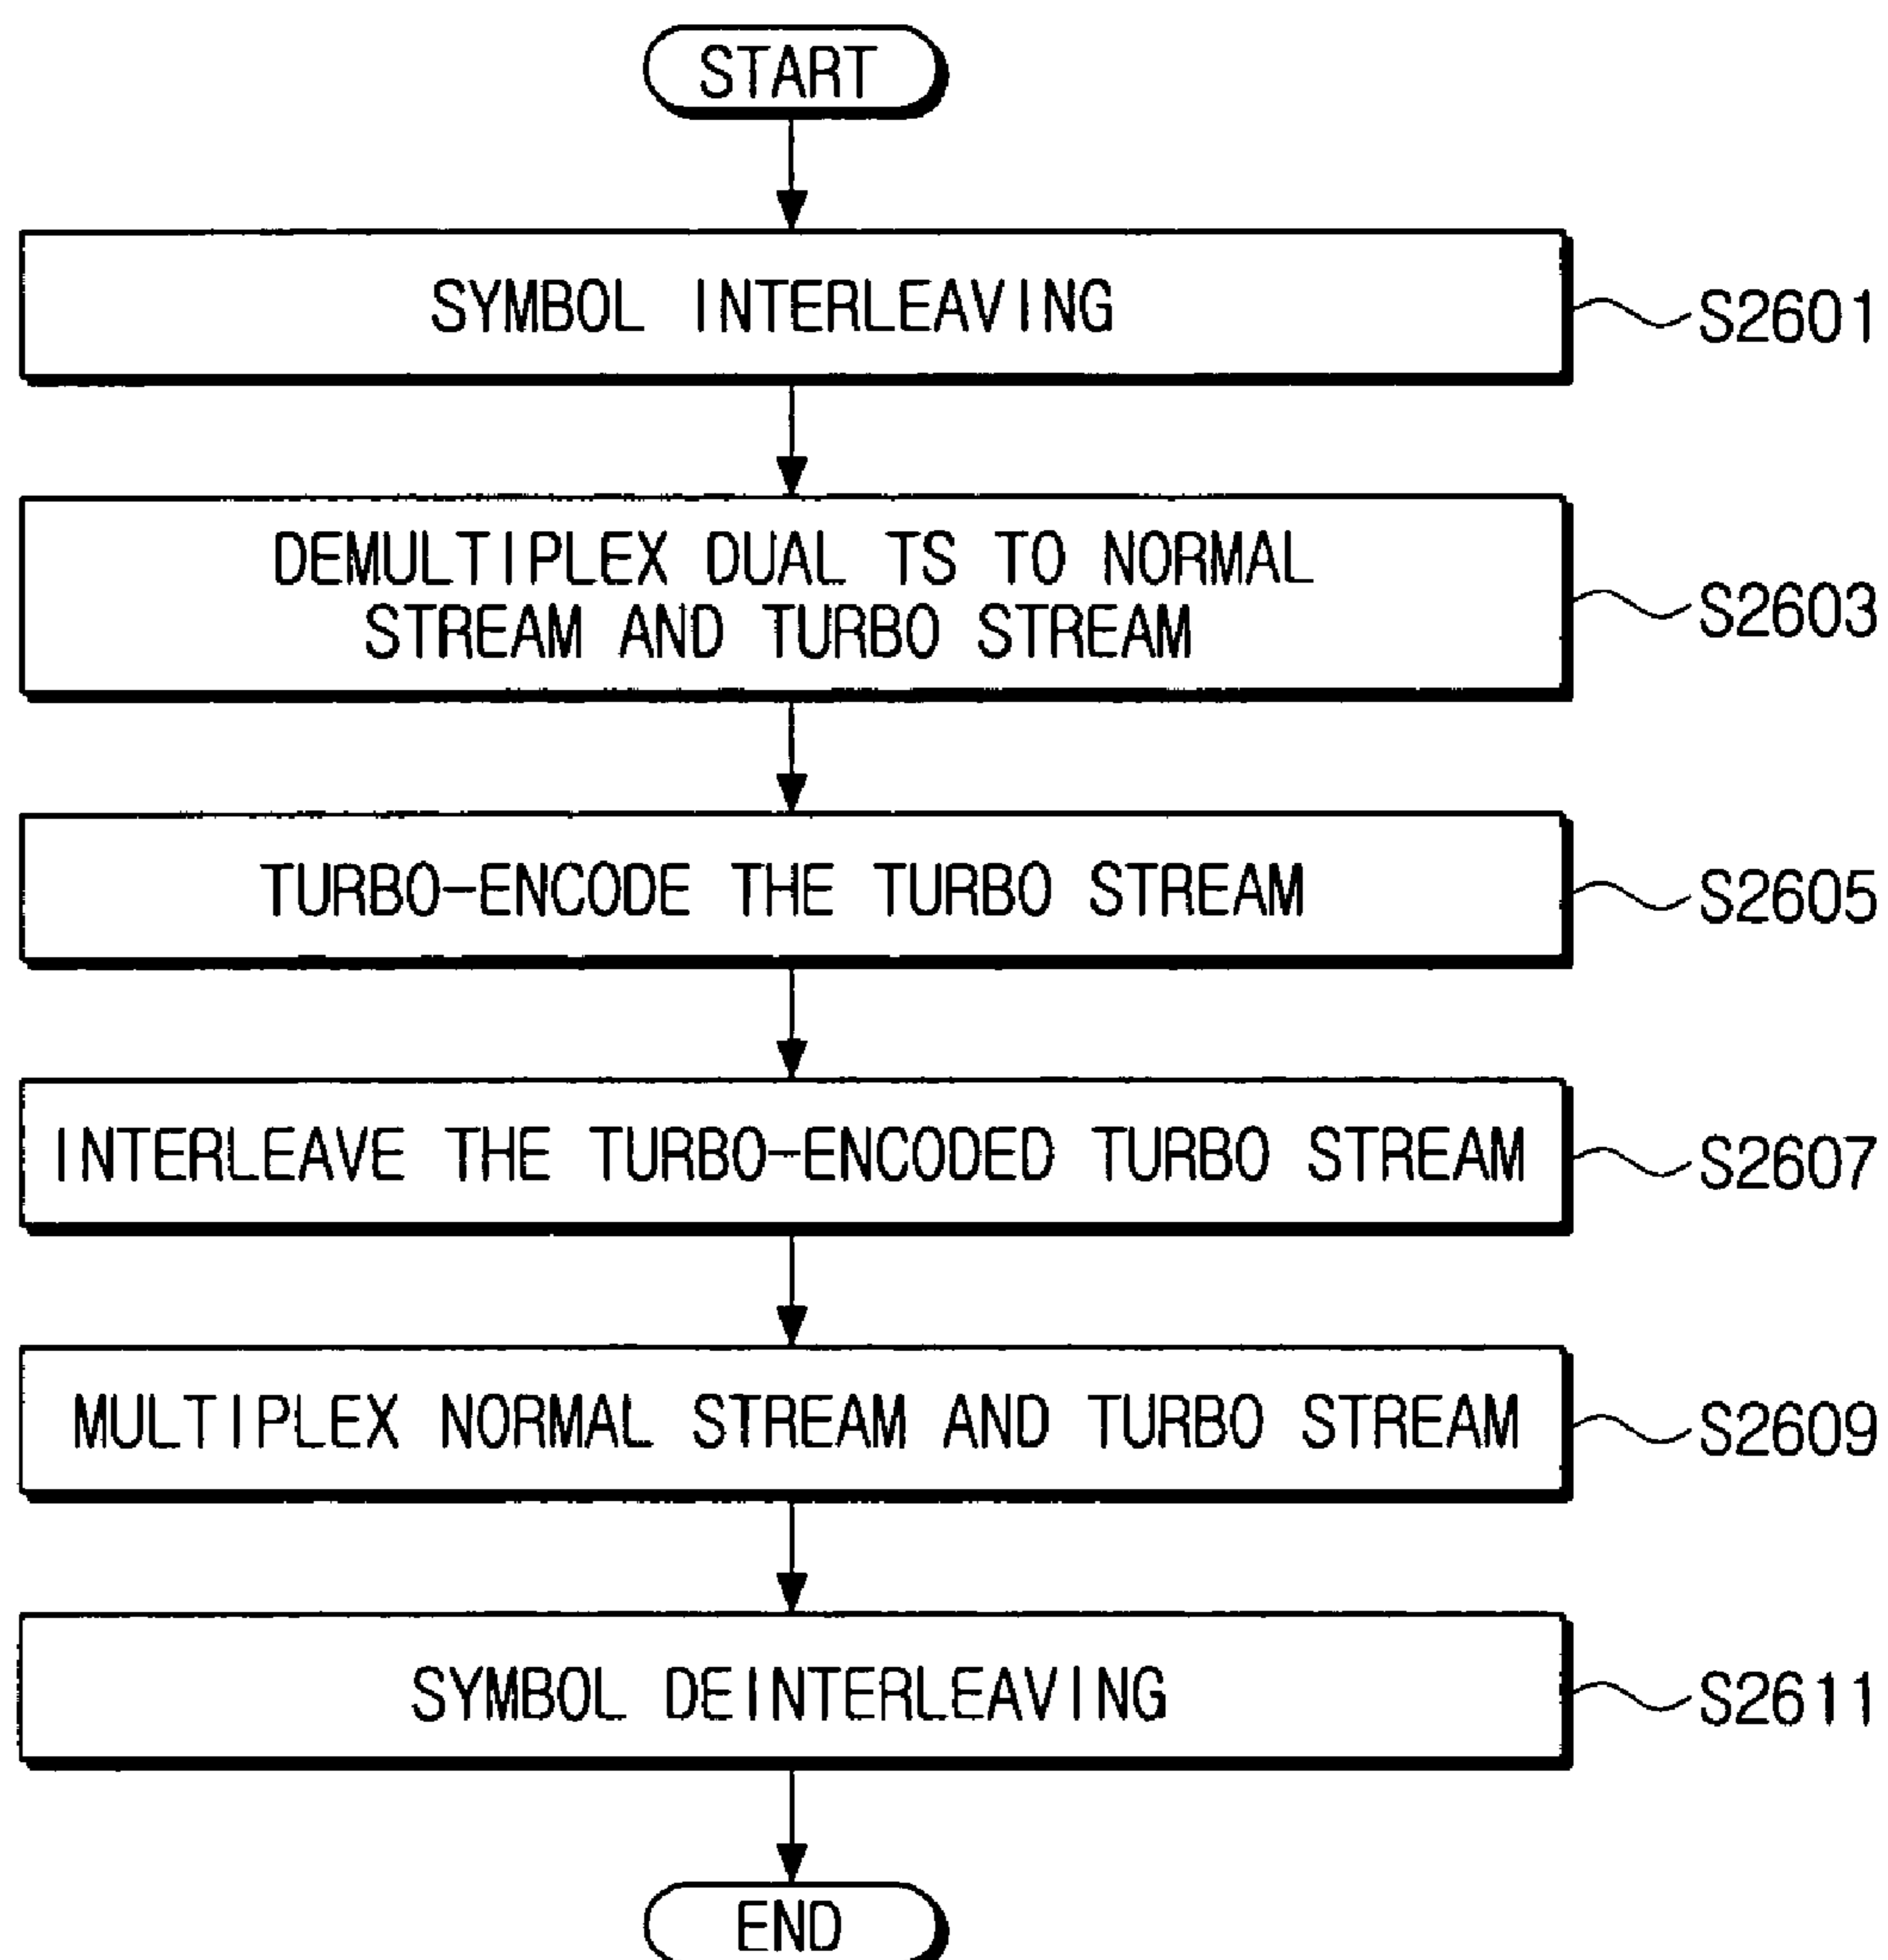 START
SYMBOL INTERLEAVING
S2601
DEMULTIPLEX DUAL TS TO NORMAL
STREAM AND TURBO STREAM
S2603
TURBO-ENCODE THE TURBO STREAM
S2605
INTERLEAVE THE TURBO-ENCODED TURBO STREAM
S2607
MULTIPLEX NORMAL STREAM AND TURBO STREAM
S2609
SYMBOL DEINTERLEAVING
S2611
END